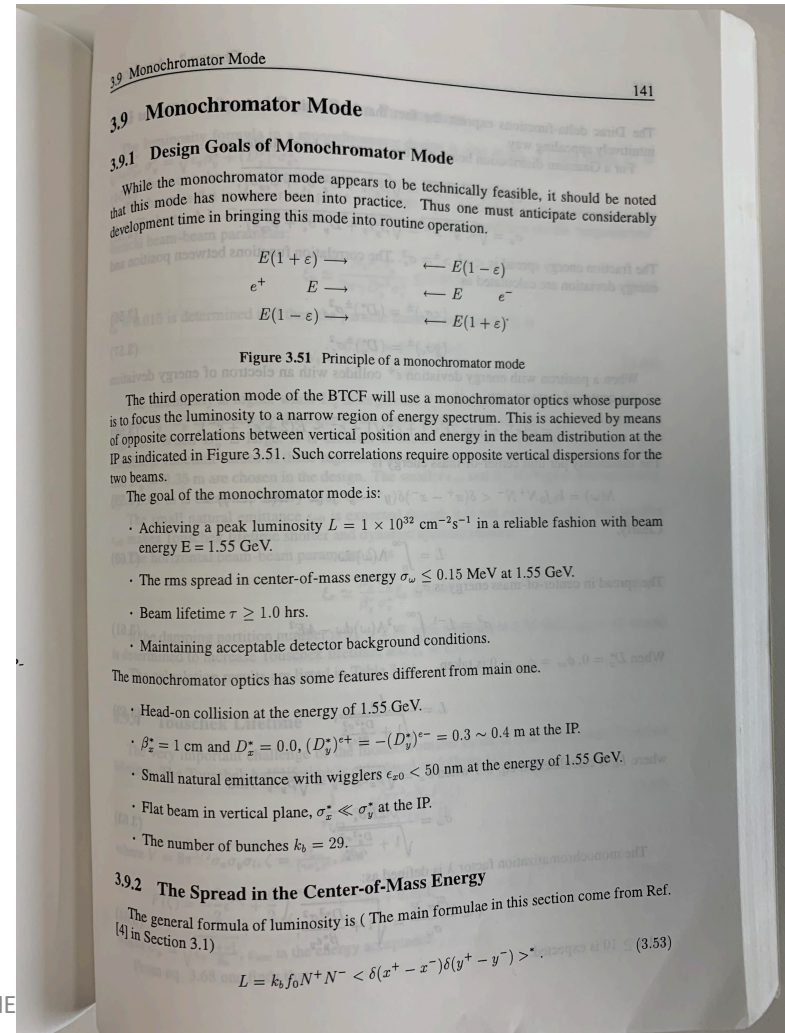 3.9 Monochromator Mode
141
3.9 Monochromator Mode
3.9.1 Design Goals of Monochromator Mode
While the monochromator mode appears to be technically feasible, it should be noted
that this mode has nowhere been into practice. Thus one must anticipate considerably
development time in bringing this mode into routine operation.
E(1 + ε) ⟶ ⟵ E(1 − ε)
e⁺ E ⟶ ⟵ E e⁻
E(1 − ε) ⟶ ⟵ E(1 + ε)
Figure 3.51 Principle of a monochromator mode
The third operation mode of the BTCF will use a monochromator optics whose purpose
is to focus the luminosity to a narrow region of energy spectrum. This is achieved by means
of opposite correlations between vertical position and energy in the beam distribution at the
IP as indicated in Figure 3.51. Such correlations require opposite vertical dispersions for the
two beams.
The goal of the monochromator mode is:
· Achieving a peak luminosity L = 1 × 10³² cm⁻²s⁻¹ in a reliable fashion with beam
energy E = 1.55 GeV.
· The rms spread in center-of-mass energy σ_w ≤ 0.15 MeV at 1.55 GeV.
· Beam lifetime τ ≥ 1.0 hrs.
· Maintaining acceptable detector background conditions.
The monochromator optics has some features different from main one.
· Head-on collision at the energy of 1.55 GeV.
· β*_x = 1 cm and D*_x = 0.0, (D*_y)^e+ = −(D*_y)^e− = 0.3 ~ 0.4 m at the IP.
· Small natural emittance with wigglers ϵ_x0 < 50 nm at the energy of 1.55 GeV.
· Flat beam in vertical plane, σ*_x ≪ σ*_y at the IP.
· The number of bunches k_b = 29.
3.9.2 The Spread in the Center-of-Mass Energy
The general formula of luminosity is ( The main formulae in this section come from Ref.
[4] in Section 3.1)
L = k_b f_0 N⁺N⁻ < δ(x⁺ − x⁻)δ(y⁺ − y⁻) >* . (3.53)